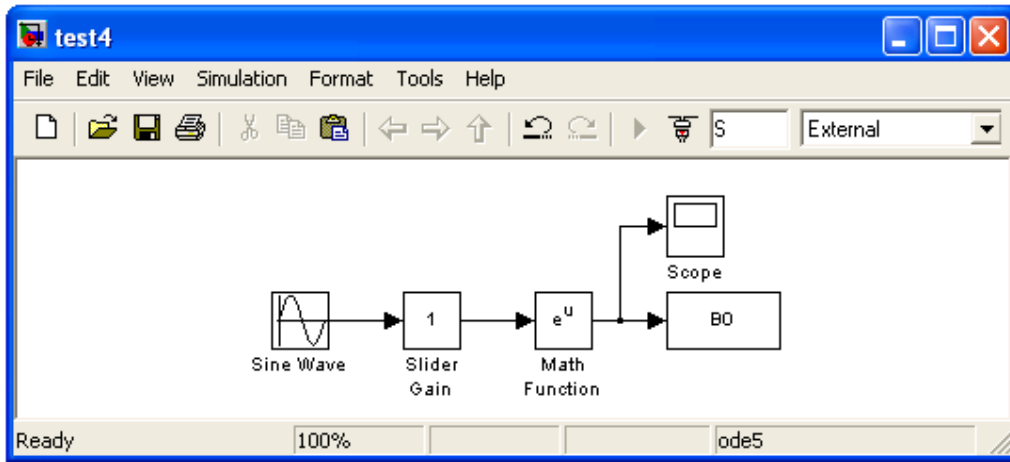 test4
File Edit View Simulation Format Tools Help
S External
Scope
1 e^u BO
Sine Wave Slider Gain Math Function
Ready 100% ode5